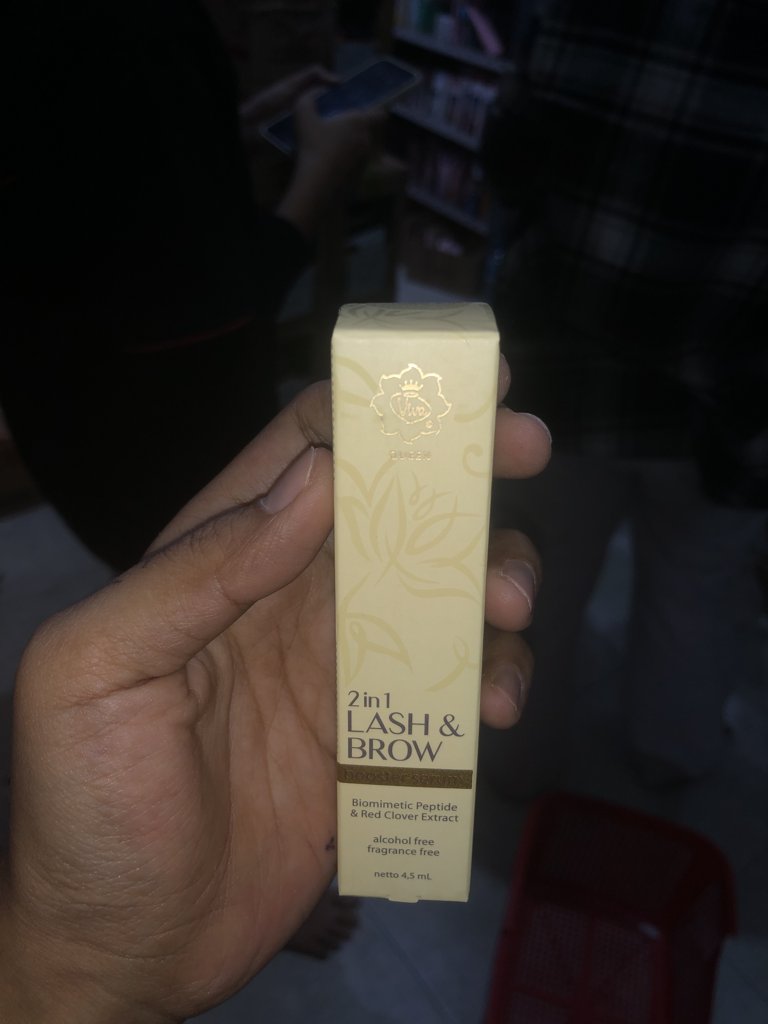 Viva
QUEEN
2 in 1
LASH &
BROW
booster serum
Biomimetic Peptide
& Red Clover Extract
alcohol free
fragrance free
netto 4,5 mL